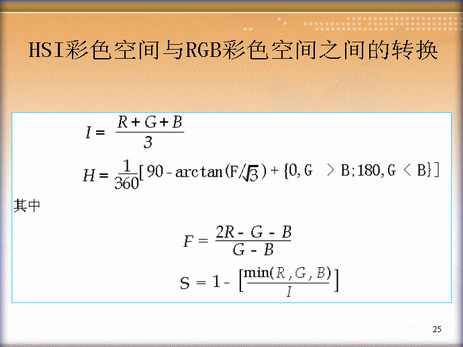 HSI彩色空间与RGB彩色空间之间的转换
I = \frac{R + G + B}{3}
H = \frac{1}{360}[90 - arctan(F/\sqrt{3}) + {0,G > B;180,G < B}]
其中
F = \frac{2R - G - B}{G - B}
S = 1 - [\frac{min(R,G,B)}{I}]
25